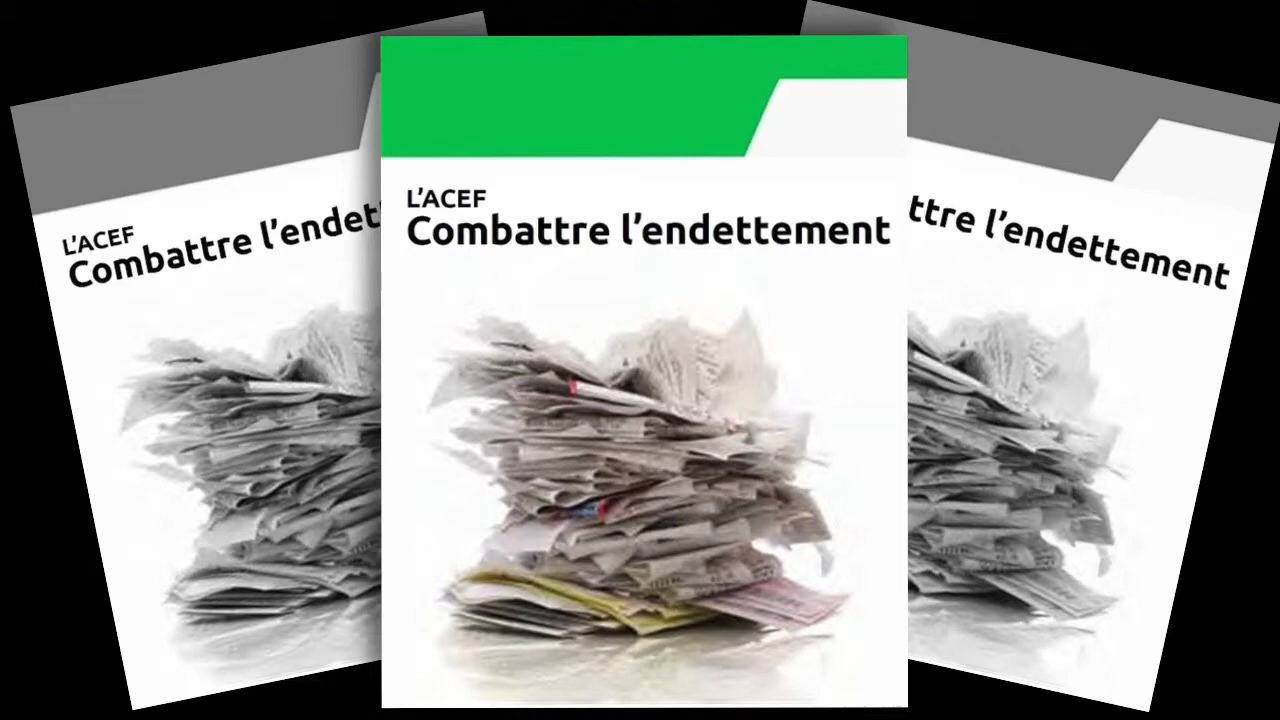 L'ACEF
Combattre l'endet
L'ACEF
Combattre l'endettement
ttre l'endettement